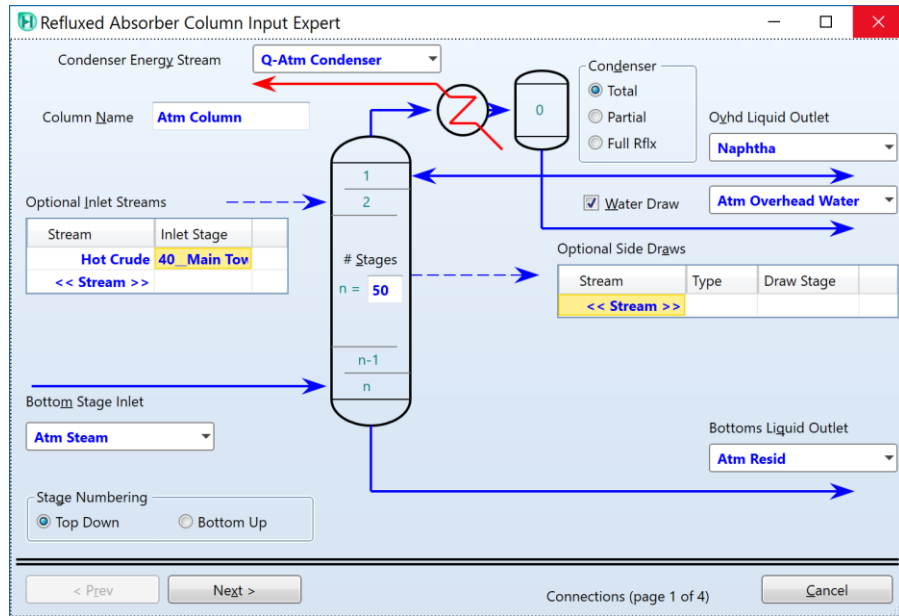 Refluxed Absorber Column Input Expert
Condenser Energy Stream
Q-Atm Condenser
Condenser
Total
Partial
Full Rflx
0
Column Name
Atm Column
Ovhd Liquid Outlet
Naphtha
1
2
Water Draw
Atm Overhead Water
Optional Inlet Streams
Stream Inlet Stage
Hot Crude 40__Main Tow
<< Stream >>
# Stages
n = 50
Optional Side Draws
Stream Type Draw Stage
<< Stream >>
n-1
n
Bottom Stage Inlet
Atm Steam
Bottoms Liquid Outlet
Atm Resid
Stage Numbering
Top Down Bottom Up
< Prev Next > Connections (page 1 of 4) Cancel